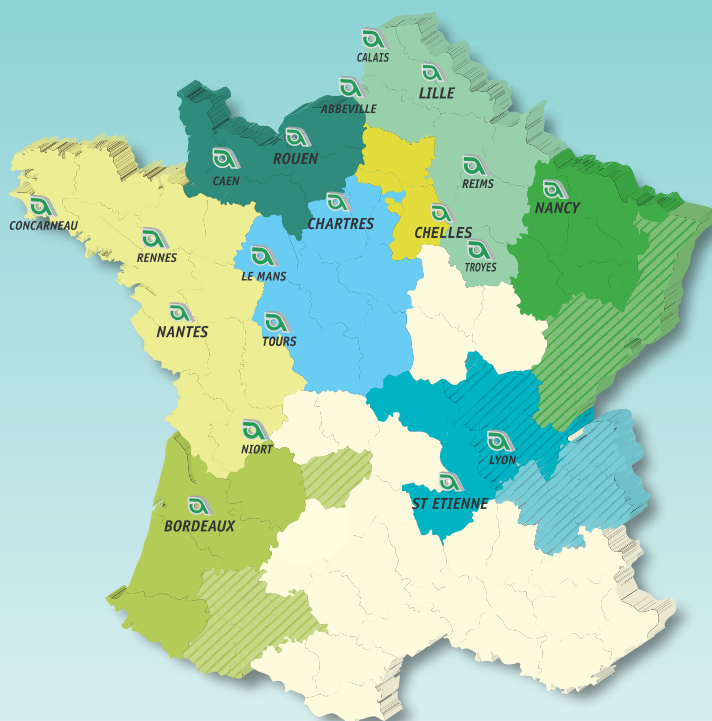 CALAIS
LILLE
ABBEVILLE
ROUEN
CAEN
REIMS
NANCY
CONCARNEAU
CHARTRES
CHELLES
RENNES
LE MANS
TROYES
NANTES
TOURS
NIORT
LYON
ST ETIENNE
BORDEAUX